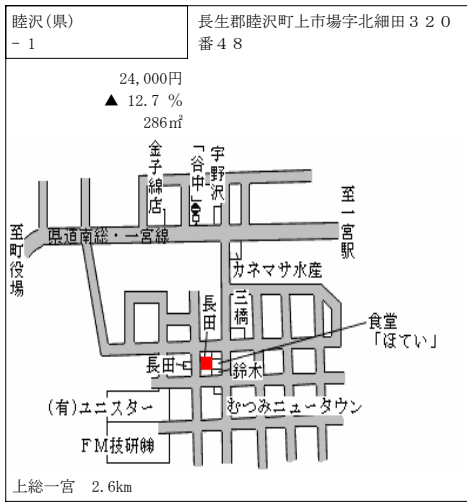 睦沢(県)
- 1
長生郡睦沢町上市場字北細田３２０
番４８
24,000円
▲ 12.7 %
286㎡
金子綿店
「谷中」
宇野沢
至一宮駅
県道南総・一宮線
至町役場
カネマサ水産
三橋
長田
食堂
「ほてい」
長田
鈴木
(有)ユニスター
むつみニュータウン
ＦＭ技研㈱
上総一宮　2.6km